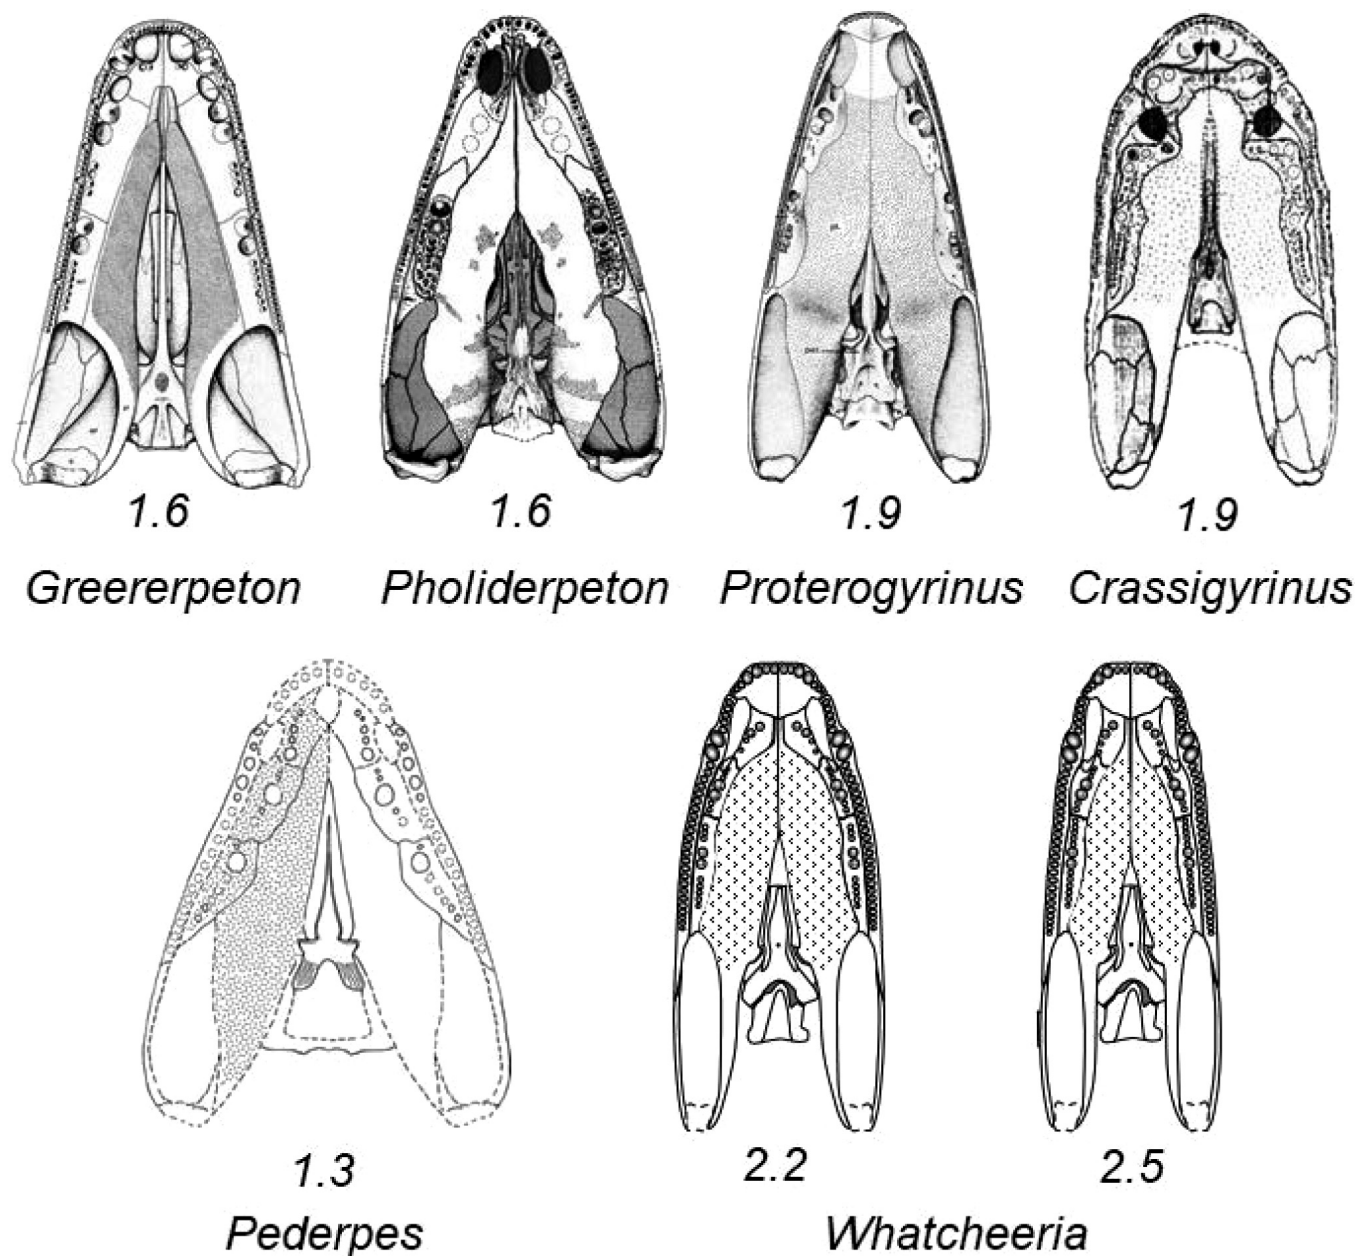 1.6 1.6 1.9 1.9
Greererpeton Pholiderpeton Proterogyrinus Crassigyrinus
1.3 2.2 2.5
Pederpes Whatcheeria